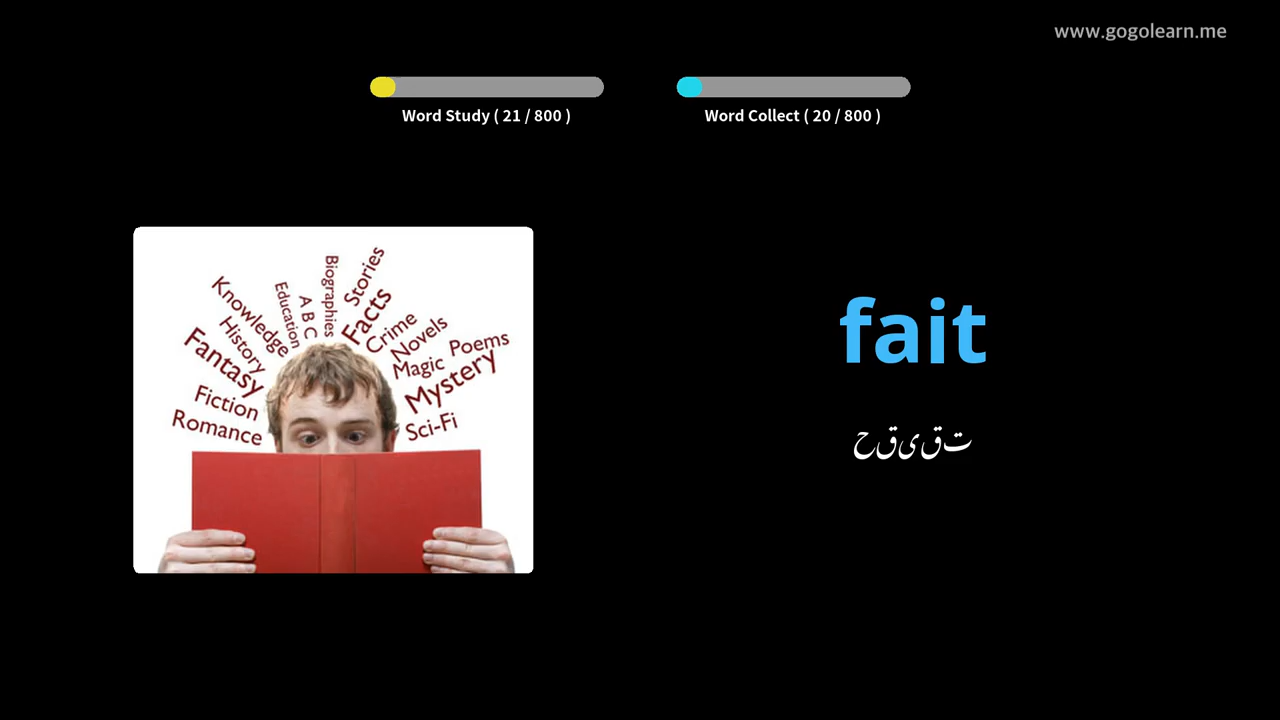 www.gogolearn.me
Word Study ( 21 / 800 )
Word Collect ( 20 / 800 )
Biographies
Stories
Education
A B C
Facts
Knowledge
Crime
History
Novels
Poems
Fantasy
Magic
Mystery
Fiction
Romance
Sci-Fi
fait
ت ق ی ق ح